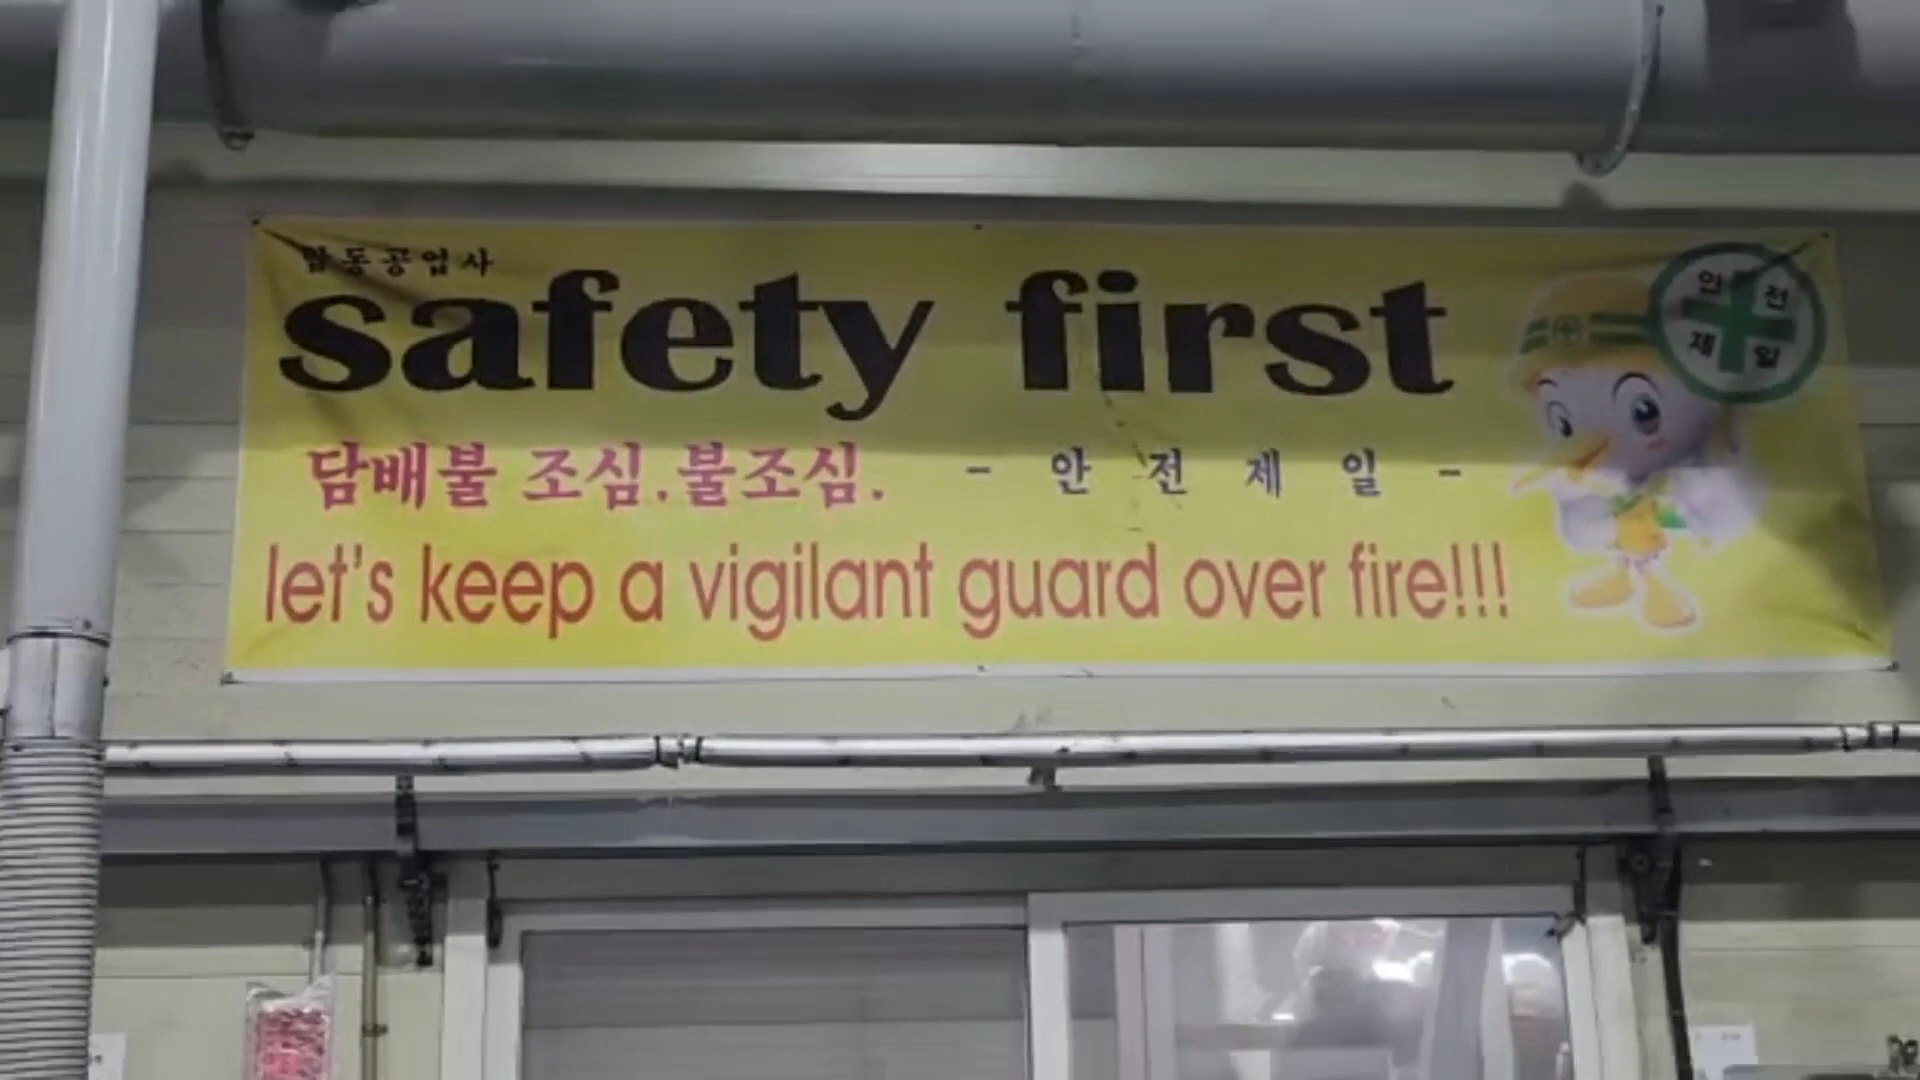 동공업사
safety first
담배불 조심.불조심. - 안 전 제 일 -
let's keep a vigilant guard over fire!!!
안 전
제 일